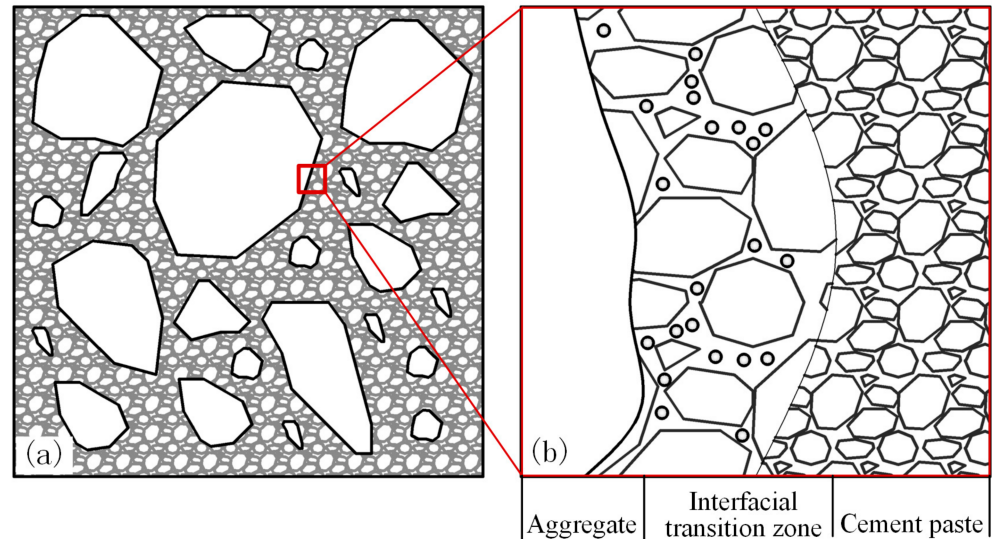 (a)
(b)
Aggregate
Interfacial
transition zone
Cement paste